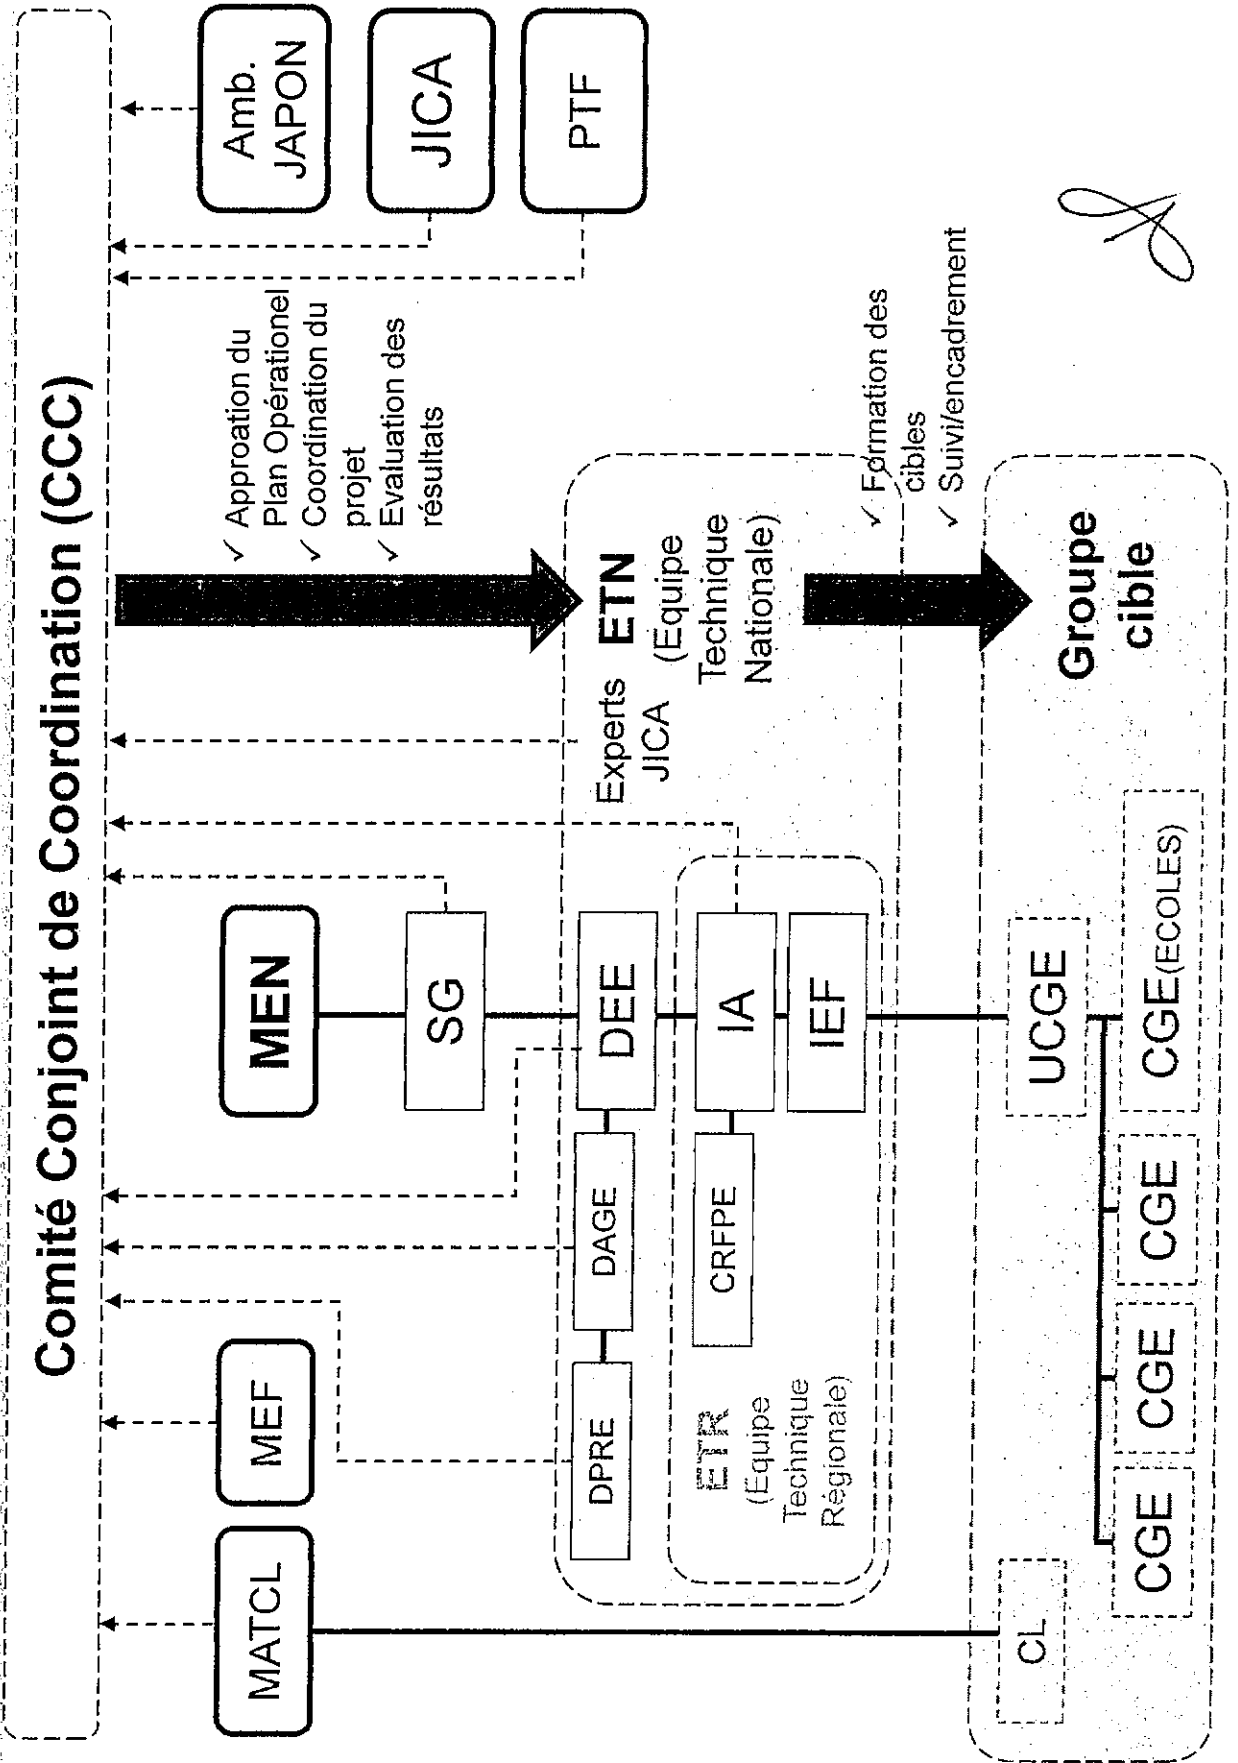 Comité Conjoint de Coordination (CCC)
MATCL
MEF
MEN
Amb.
JAPON
JICA
PTF
SG
✓ Approation du
Plan Opérationel
✓ Coordination du
projet
✓ Evaluation des
résultats
DPRE
DAGE
DEE
Experts
JICA
ETN
(Equipe
Technique
Nationale)
ETR
(Equipe
Technique
Régionale)
CRFPE
IA
IEF
✓ Formation des
cibles
✓ Suivi/encadrement
CL
UCGE
Groupe
cible
CGE
CGE
CGE
CGE(ECOLES)